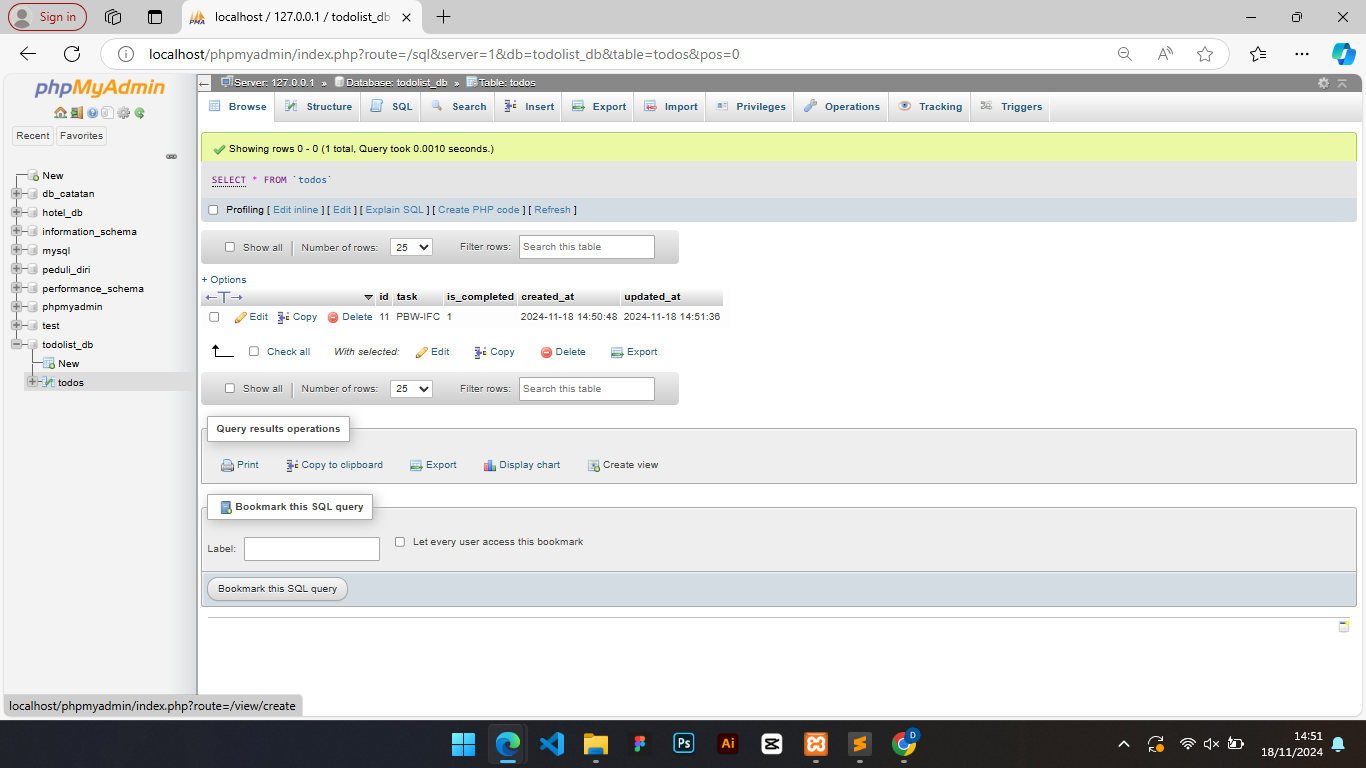 Sign in
localhost / 127.0.0.1 / todolist_db
localhost/phpmyadmin/index.php?route=/sql&server=1&db=todolist_db&table=todos&pos=0
phpMyAdmin
Recent Favorites
New
db_catatan
hotel_db
information_schema
mysql
peduli_diri
performance_schema
phpmyadmin
test
todolist_db
New
todos
Server: 127.0.0.1 » Database: todolist_db » Table: todos
Browse Structure SQL Search Insert Export Import Privileges Operations Tracking Triggers
Showing rows 0 - 0 (1 total, Query took 0.0010 seconds.)
SELECT * FROM `todos`
Profiling [ Edit inline ] [ Edit ] [ Explain SQL ] [ Create PHP code ] [ Refresh ]
Show all Number of rows: 25 Filter rows: Search this table
+ Options
id task is_completed created_at updated_at
Edit Copy Delete 11 PBW-IFC 1 2024-11-18 14:50:48 2024-11-18 14:51:36
Check all With selected: Edit Copy Delete Export
Show all Number of rows: 25 Filter rows: Search this table
Query results operations
Print Copy to clipboard Export Display chart Create view
Bookmark this SQL query
Label: Let every user access this bookmark
Bookmark this SQL query
localhost/phpmyadmin/index.php?route=/view/create
Ps Ai D
14:51
18/11/2024